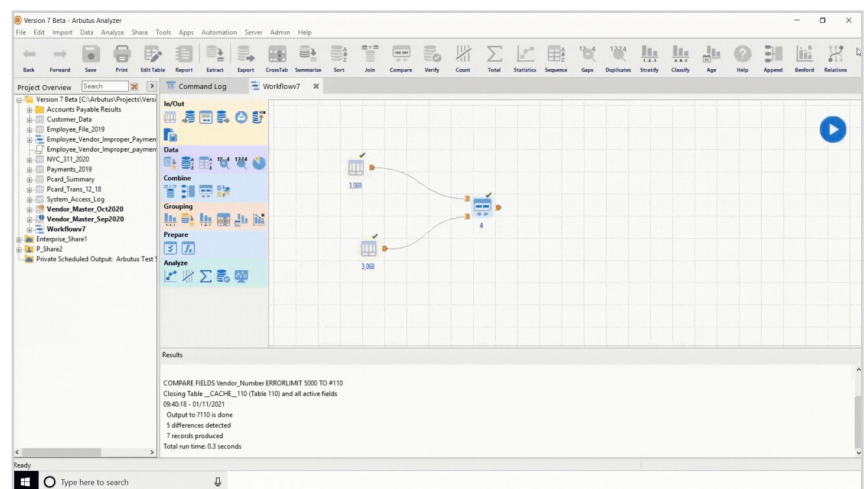 Version 7 Beta - Arbutus Analyzer
File Edit Import Data Analyze Share Tools Apps Automation Server Admin Help
Back Forward Save Print Edit Table Report Extract Export CrossTab Summarize Sort Join Compare Verify Count Total Statistics Sequence Gaps Duplicates Stratify Classify Age Help Append Benford Relations
Project Overview Search
Command Log Workflowv7
Version 7 Beta [C:\Arbutus\Projects\Versi
Accounts Payable Results
Customer_Data
Employee_File_2019
Employee_Vendor_Improper_Paymen
Employee_Vendor_Improper_paymen
NYC_311_2020
Payments_2019
Pcard_Summary
Pcard_Trans_12_18
System_Access_Log
Vendor_Master_Oct2020
Vendor_Master_Sep2020
Workflowv7
Enterprise_Share1
P_Share2
Private Scheduled Output: Arbutus Test S
In/Out
Data
Combine
Grouping
Prepare
Analyze
3,069
4
3,068
Results
COMPARE FIELDS Vendor_Number ERRORLIMIT 5000 TO #110
Closing Table __CACHE__110 (Table 110) and all active fields
09:40:18 - 01/11/2021
Output to ?110 is done
5 differences detected
7 records produced
Total run time: 0.3 seconds
Ready
Type here to search